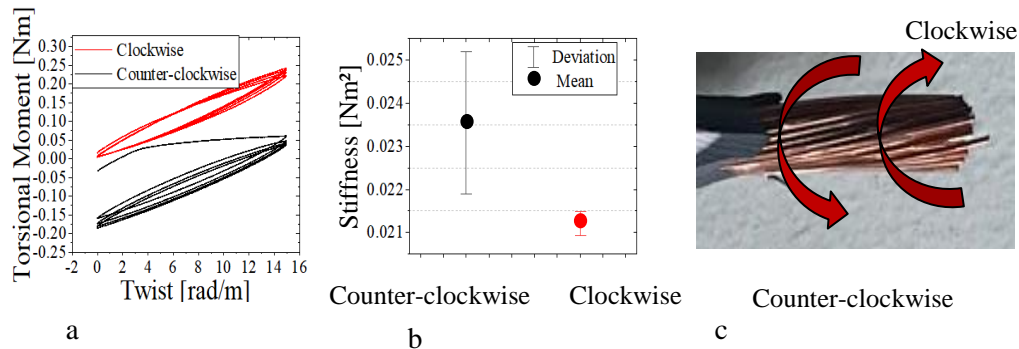 Torsional Moment [Nm]
0.30
0.25
0.20
0.15
0.10
0.05
0.00
-0.05
-0.10
-0.15
-0.20
-0.25
Clockwise
Counter-clockwise
-2 0 2 4 6 8 10 12 14 16
Twist [rad/m]
a
Stiffness [Nm²]
0.025
0.024
0.023
0.022
0.021
Deviation
Mean
Counter-clockwise Clockwise
b
Clockwise
Counter-clockwise
c